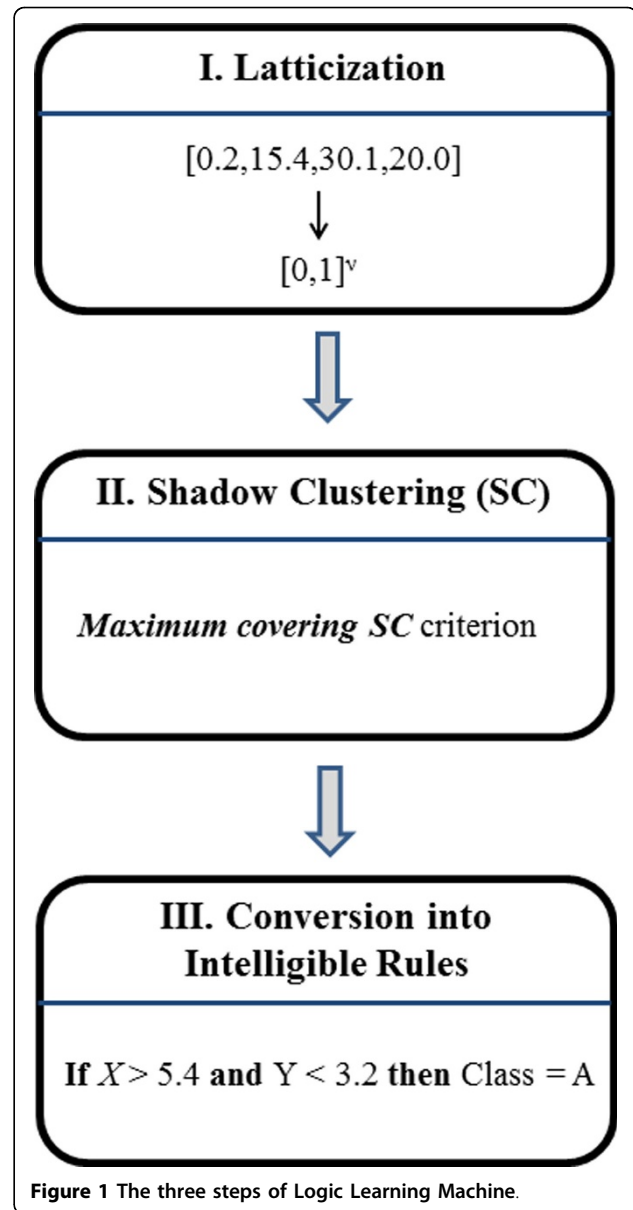 I. Latticization
[0.2,15.4,30.1,20.0]
↓
[0,1]ᵛ
II. Shadow Clustering (SC)
Maximum covering SC criterion
III. Conversion into
Intelligible Rules
If X > 5.4 and Y < 3.2 then Class = A
Figure 1 The three steps of Logic Learning Machine.